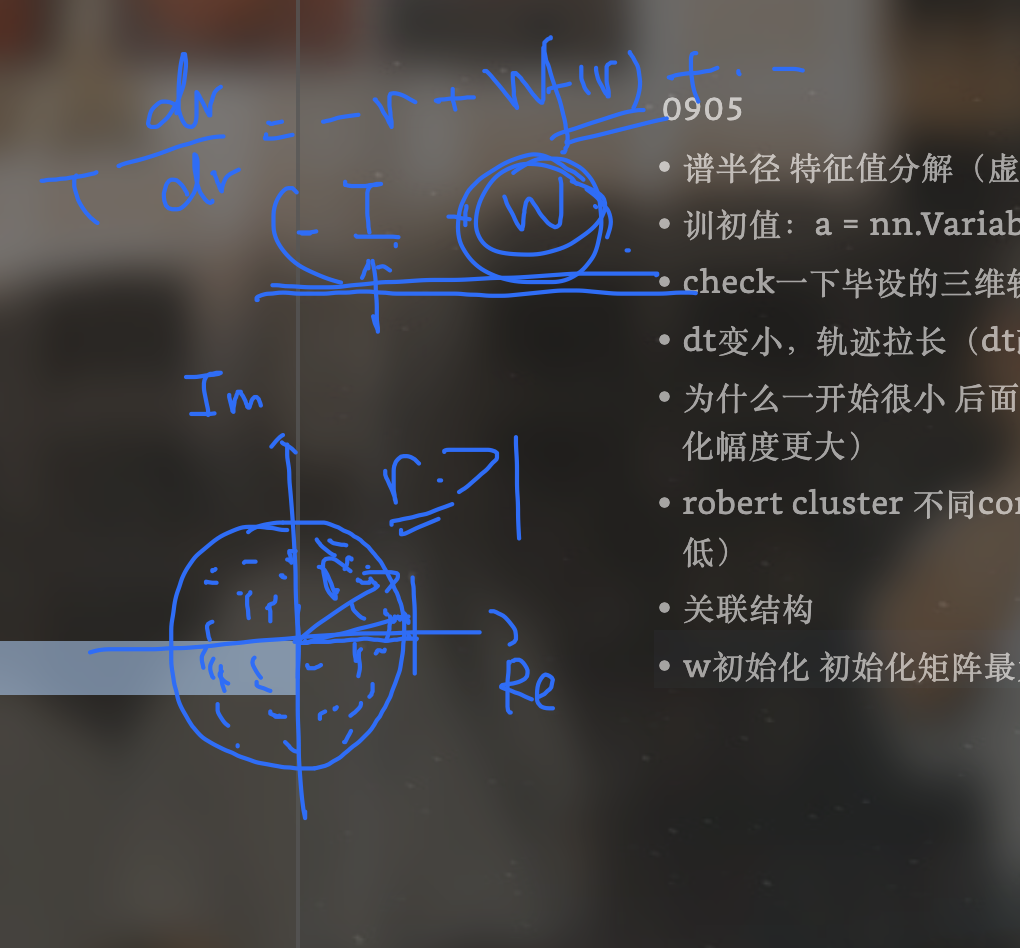 τ dr/dr = -r + Wf(r) + · -
(- I + W) .
0905
• 谱半径 特征值分解（虚
• 训初值：a = nn.Variab
• check一下毕设的三维轨
• dt变小，轨迹拉长（dt
• 为什么一开始很小 后面
化幅度更大）
• robert cluster 不同co
低）
• 关联结构
• w初始化 初始化矩阵最
Im
r > 1
r > 1
Re